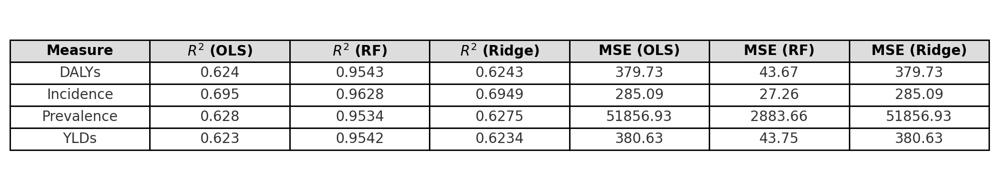 Measure R² (OLS) R² (RF) R² (Ridge) MSE (OLS) MSE (RF) MSE (Ridge)
DALYs 0.624 0.9543 0.6243 379.73 43.67 379.73
Incidence 0.695 0.9628 0.6949 285.09 27.26 285.09
Prevalence 0.628 0.9534 0.6275 51856.93 2883.66 51856.93
YLDs 0.623 0.9542 0.6234 380.63 43.75 380.63